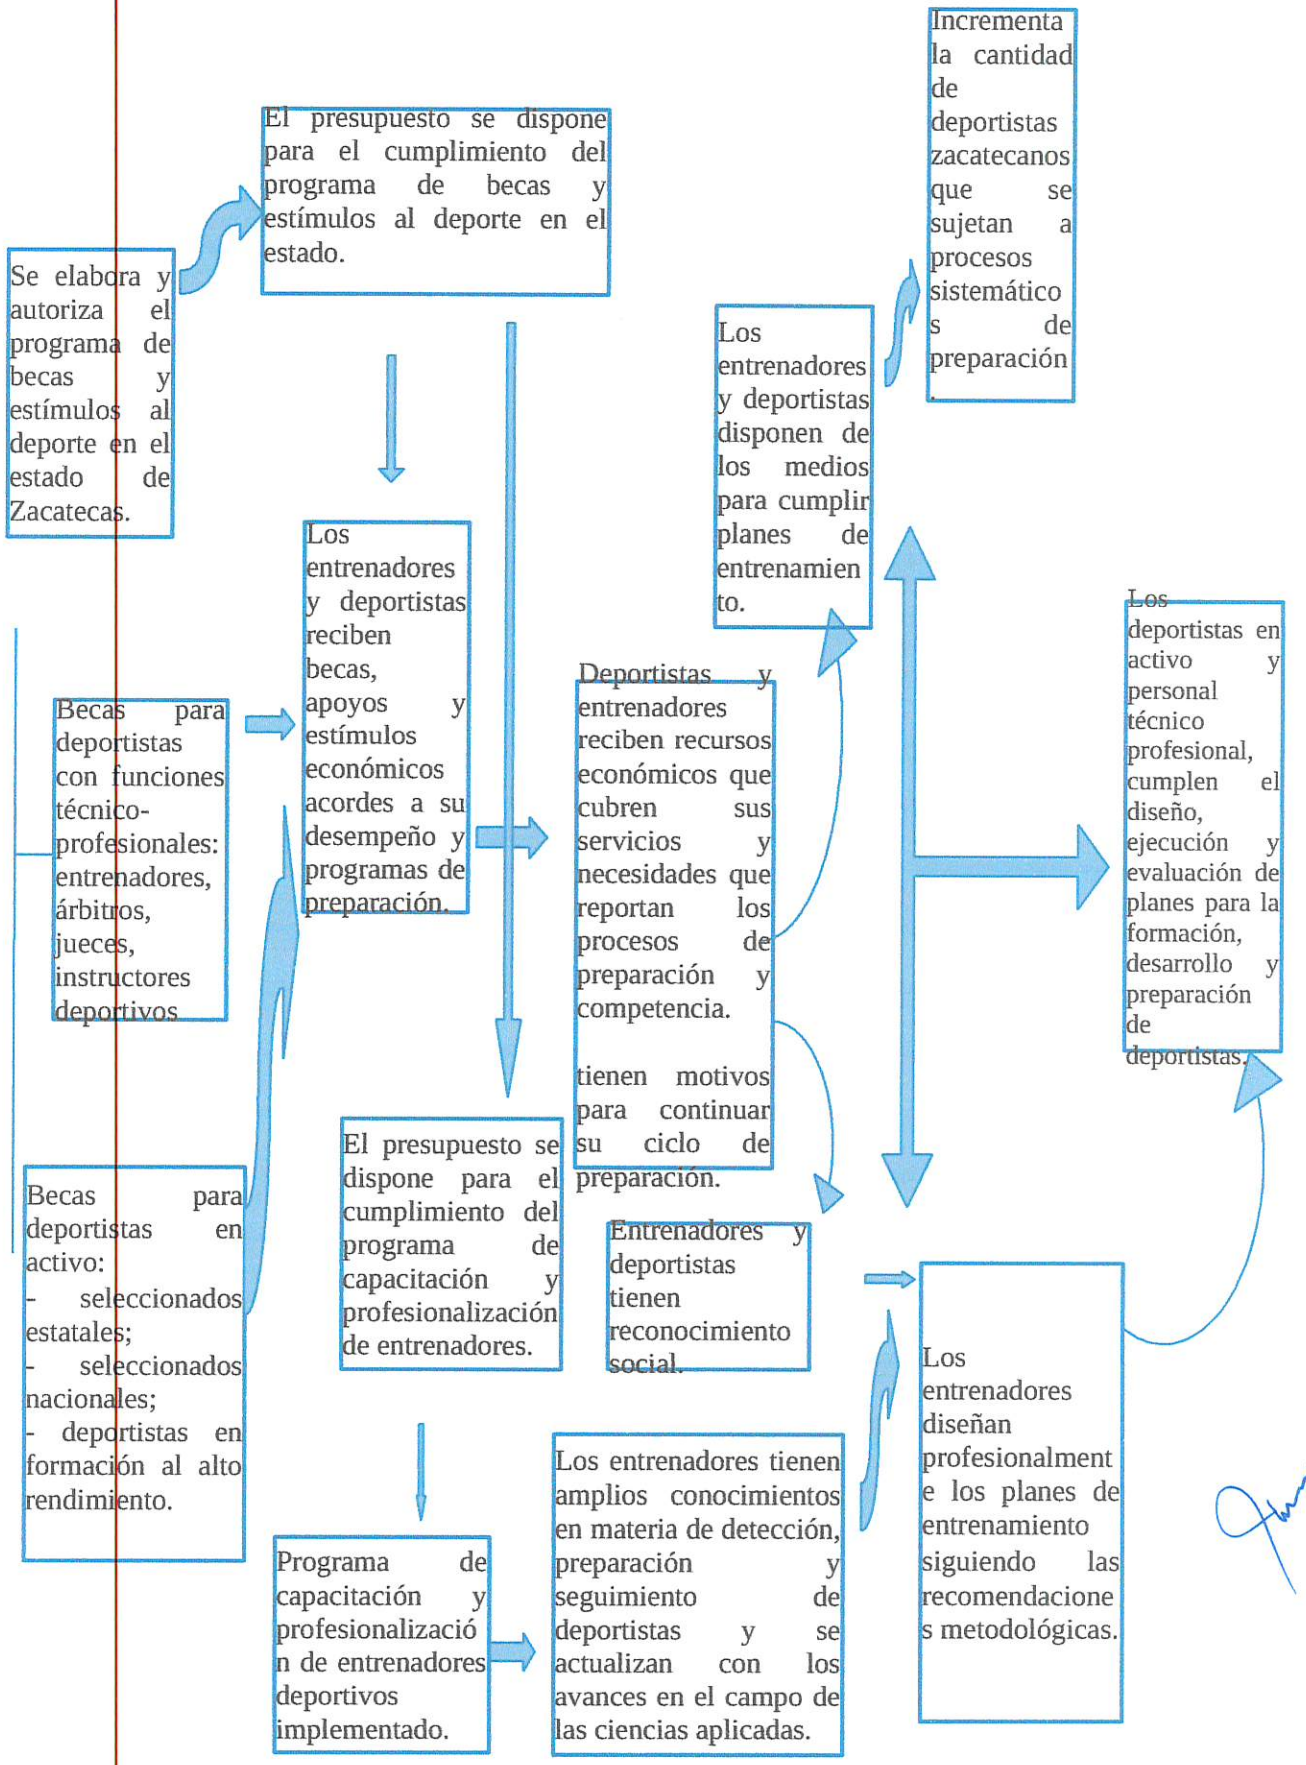 Incrementa
la cantidad
de
deportistas
zacatecanos
que se
sujetan a
procesos
sistemático
s de
preparación
.
El presupuesto se dispone
para el cumplimiento del
programa de becas y
estímulos al deporte en el
estado.
Se elabora y
autoriza el
programa de
becas y
estímulos al
deporte en el
estado de
Zacatecas.
Los
entrenadores
y deportistas
disponen de
los medios
para cumplir
planes de
entrenamien
to.
Los
entrenadores
y deportistas
reciben
becas,
apoyos y
estímulos
económicos
acordes a su
desempeño y
programas de
preparación.
Los
deportistas en
activo y
personal
técnico
profesional,
cumplen el
diseño,
ejecución y
evaluación de
planes para la
formación,
desarrollo y
preparación
de
deportistas.
Becas para
deportistas
con funciones
técnico-
profesionales:
entrenadores,
árbitros,
jueces,
instructores
deportivos
Deportistas y
entrenadores
reciben recursos
económicos que
cubren sus
servicios y
necesidades que
reportan los
procesos de
preparación y
competencia.
tienen motivos
para continuar
su ciclo de
preparación.
El presupuesto se
dispone para el
cumplimiento del
programa de
capacitación y
profesionalización
de entrenadores.
Becas para
deportistas en
activo:
- seleccionados
estatales;
- seleccionados
nacionales;
- deportistas en
formación al alto
rendimiento.
Entrenadores y
deportistas
tienen
reconocimiento
social.
Los
entrenadores
diseñan
profesionalment
e los planes de
entrenamiento
siguiendo las
recomendacione
s metodológicas.
Programa de
capacitación y
profesionalizació
n de entrenadores
deportivos
implementado.
Los entrenadores tienen
amplios conocimientos
en materia de detección,
preparación y
seguimiento de
deportistas y se
actualizan con los
avances en el campo de
las ciencias aplicadas.